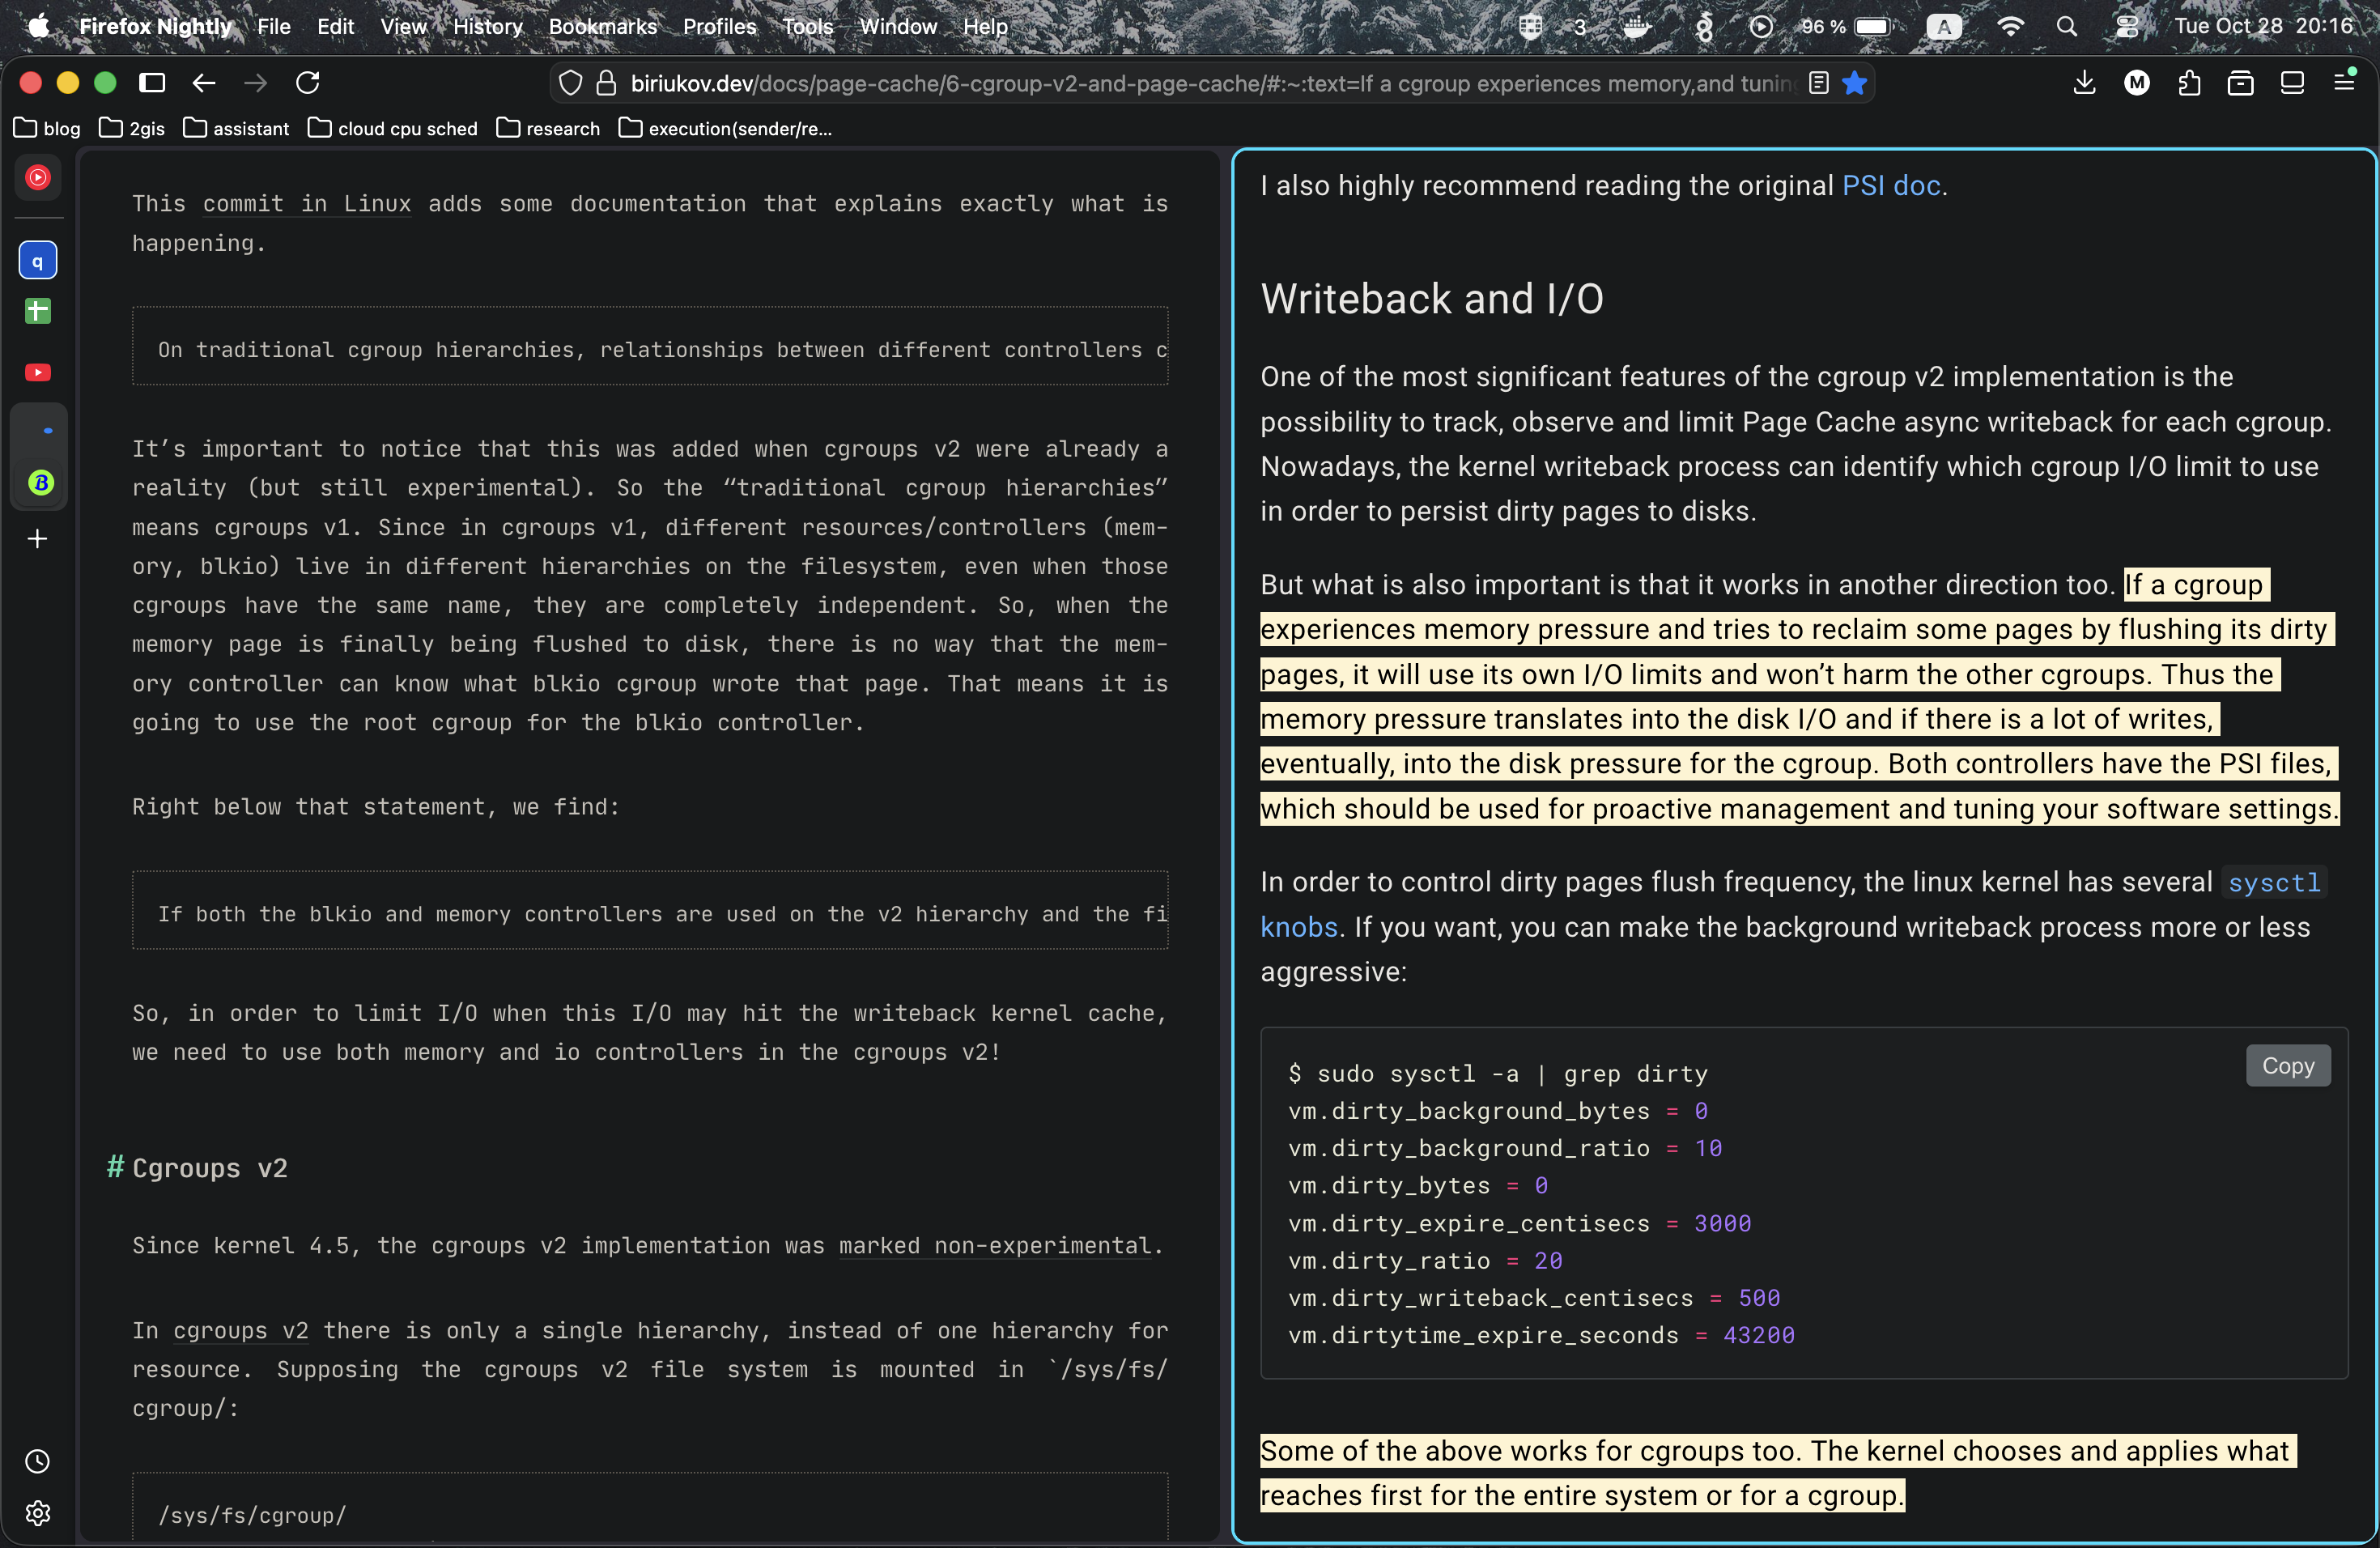 Firefox Nightly File Edit View History Bookmarks Profiles Tools Window Help 3 96 % A Tue Oct 28 20:16
biriukov.dev/docs/page-cache/6-cgroup-v2-and-page-cache/#:~:text=If a cgroup experiences memory,and tuning M
blog 2gis assistant cloud cpu sched research execution(sender/re...
q
B
This commit in Linux adds some documentation that explains exactly what is
happening.
On traditional cgroup hierarchies, relationships between different controllers c
It’s important to notice that this was added when cgroups v2 were already a
reality (but still experimental). So the “traditional cgroup hierarchies”
means cgroups v1. Since in cgroups v1, different resources/controllers (mem-
ory, blkio) live in different hierarchies on the filesystem, even when those
cgroups have the same name, they are completely independent. So, when the
memory page is finally being flushed to disk, there is no way that the mem-
ory controller can know what blkio cgroup wrote that page. That means it is
going to use the root cgroup for the blkio controller.
Right below that statement, we find:
If both the blkio and memory controllers are used on the v2 hierarchy and the fi
So, in order to limit I/O when this I/O may hit the writeback kernel cache,
we need to use both memory and io controllers in the cgroups v2!
# Cgroups v2
Since kernel 4.5, the cgroups v2 implementation was marked non-experimental.
In cgroups v2 there is only a single hierarchy, instead of one hierarchy for
resource. Supposing the cgroups v2 file system is mounted in `/sys/fs/
cgroup/:
/sys/fs/cgroup/
I also highly recommend reading the original PSI doc.
Writeback and I/O
One of the most significant features of the cgroup v2 implementation is the
possibility to track, observe and limit Page Cache async writeback for each cgroup.
Nowadays, the kernel writeback process can identify which cgroup I/O limit to use
in order to persist dirty pages to disks.
But what is also important is that it works in another direction too. If a cgroup
experiences memory pressure and tries to reclaim some pages by flushing its dirty
pages, it will use its own I/O limits and won’t harm the other cgroups. Thus the
memory pressure translates into the disk I/O and if there is a lot of writes,
eventually, into the disk pressure for the cgroup. Both controllers have the PSI files,
which should be used for proactive management and tuning your software settings.
In order to control dirty pages flush frequency, the linux kernel has several sysctl
knobs. If you want, you can make the background writeback process more or less
aggressive:
Copy
$ sudo sysctl -a | grep dirty
vm.dirty_background_bytes = 0
vm.dirty_background_ratio = 10
vm.dirty_bytes = 0
vm.dirty_expire_centisecs = 3000
vm.dirty_ratio = 20
vm.dirty_writeback_centisecs = 500
vm.dirtytime_expire_seconds = 43200
Some of the above works for cgroups too. The kernel chooses and applies what
reaches first for the entire system or for a cgroup.